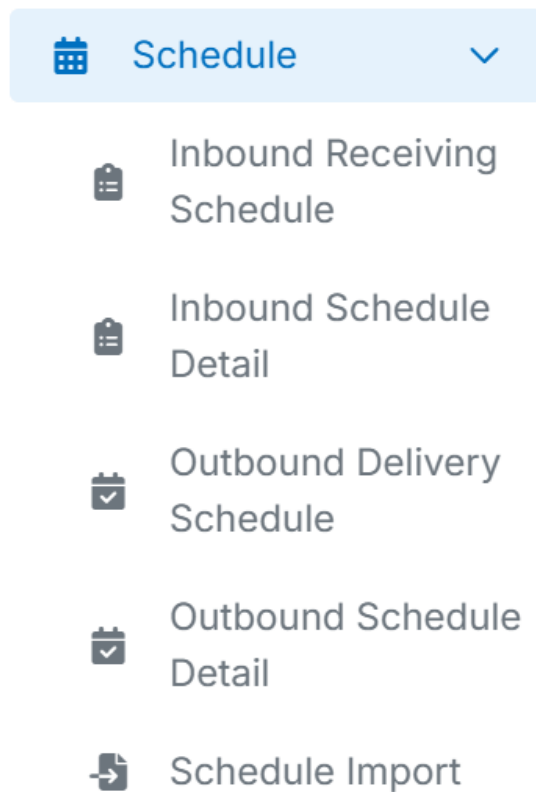 Schedule
Inbound Receiving
Schedule
Inbound Schedule
Detail
Outbound Delivery
Schedule
Outbound Schedule
Detail
Schedule Import